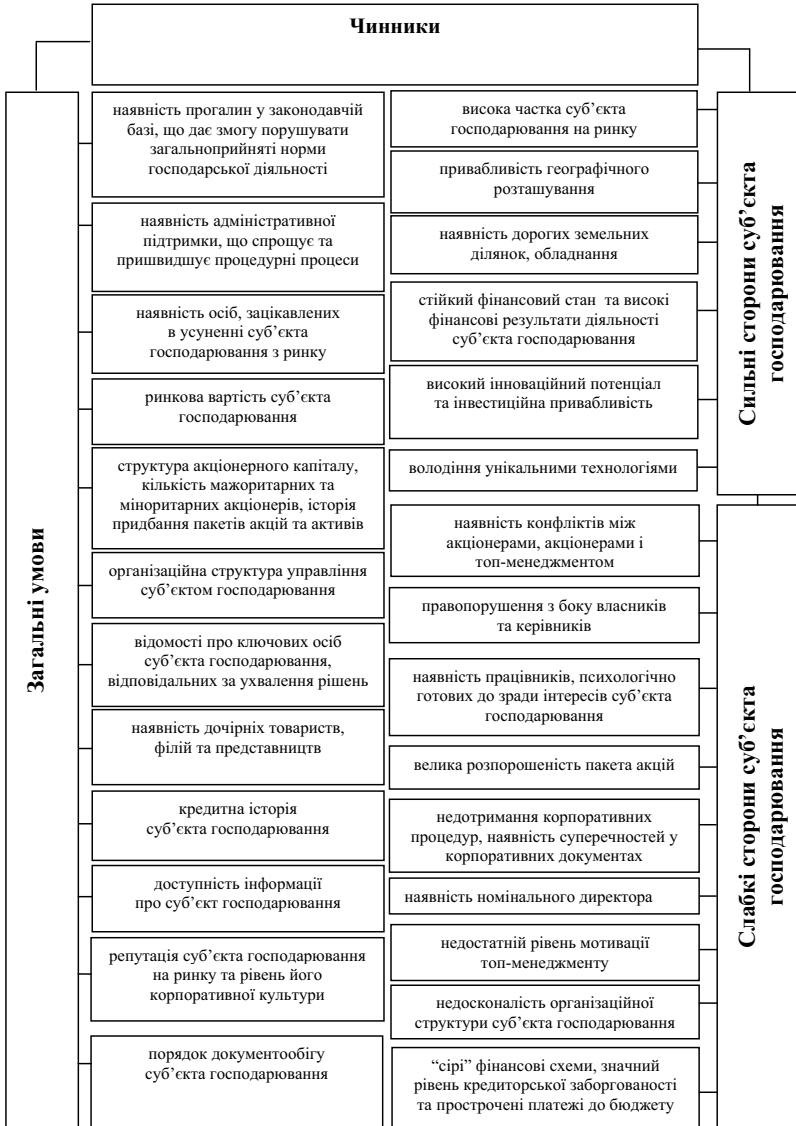 Чинники
Загальні умови
наявність прогалин у законодавчій
базі, що дає змогу порушувати
загальноприйняті норми
господарської діяльності
наявність адміністративної
підтримки, що спрощує та
пришвидшує процедурні процеси
наявність осіб, зацікавлених
в усуненні суб’єкта
господарювання з ринку
ринкова вартість суб’єкта
господарювання
структура акціонерного капіталу,
кількість мажоритарних та
міноритарних акціонерів, історія
придбання пакетів акцій та активів
організаційна структура управління
суб’єктом господарювання
відомості про ключових осіб
суб’єкта господарювання,
відповідальних за ухвалення рішень
наявність дочірніх товариств,
філій та представництв
кредитна історія
суб’єкта господарювання
доступність інформації
про суб’єкт господарювання
репутація суб’єкта господарювання
на ринку та рівень його
корпоративної культури
порядок документообігу
суб’єкта господарювання
Сильні сторони суб’єкта
господарювання
висока частка суб’єкта
господарювання на ринку
привабливість географічного
розташування
наявність дорогих земельних
ділянок, обладнання
стійкий фінансовий стан та високі
фінансові результати діяльності
суб’єкта господарювання
високий інноваційний потенціал
та інвестиційна привабливість
володіння унікальними технологіями
Слабкі сторони суб’єкта
господарювання
наявність конфліктів між
акціонерами, акціонерами і
топ-менеджментом
правопорушення з боку власників
та керівників
наявність працівників, психологічно
готових до зради інтересів суб’єкта
господарювання
велика розпорошеність пакета акцій
недотримання корпоративних
процедур, наявність суперечностей у
корпоративних документах
наявність номінального директора
недостатній рівень мотивації
топ-менеджменту
недосконалість організаційної
структури суб’єкта господарювання
“сірі” фінансові схеми, значний
рівень кредиторської заборгованості
та прострочені платежі до бюджету